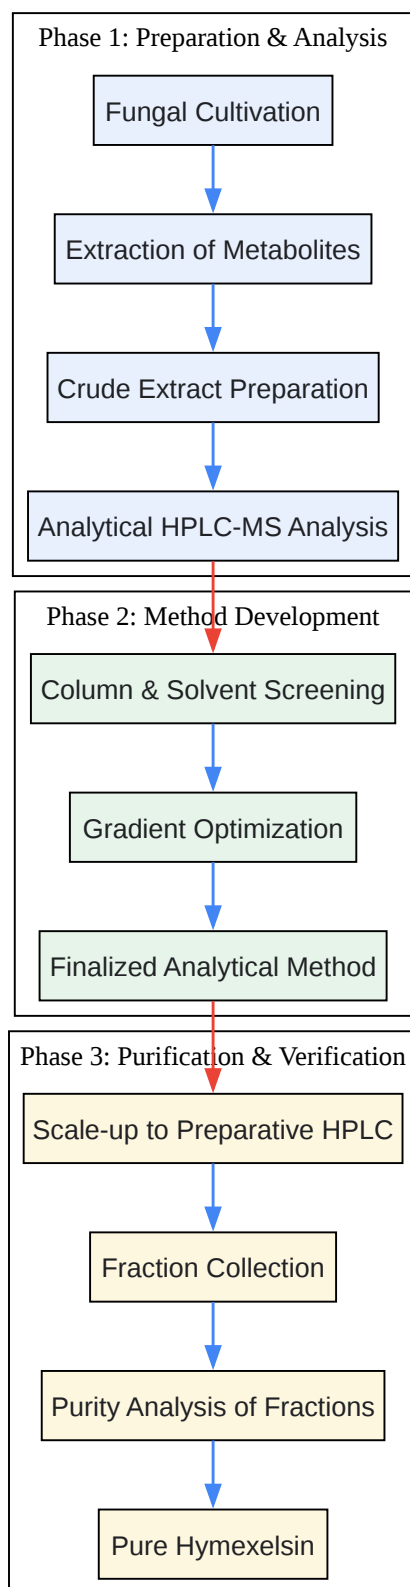 Phase 1: Preparation & Analysis
Fungal Cultivation
Extraction of Metabolites
Crude Extract Preparation
Analytical HPLC-MS Analysis
Phase 2: Method Development
Column & Solvent Screening
Gradient Optimization
Finalized Analytical Method
Phase 3: Purification & Verification
Scale-up to Preparative HPLC
Fraction Collection
Purity Analysis of Fractions
Pure Hymexelsin